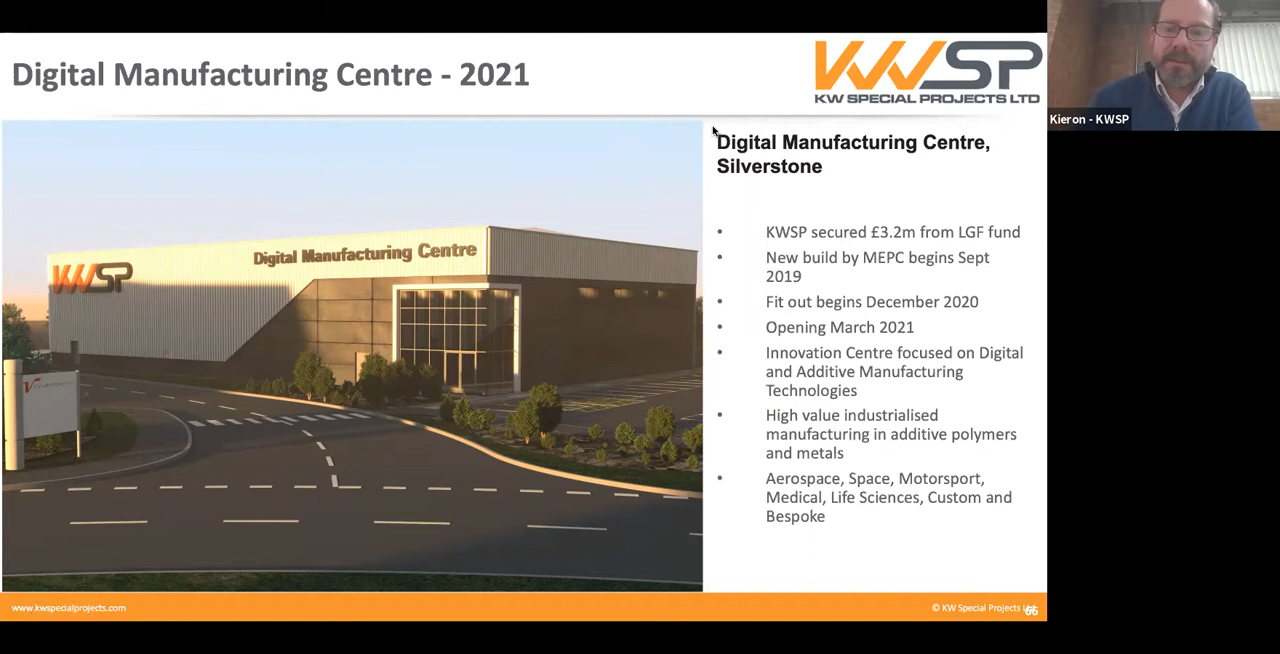 Digital Manufacturing Centre - 2021
KWSP
KW SPECIAL PROJECTS LTD
Kieron - KWSP
Digital Manufacturing Centre,
Silverstone
• KWSP secured £3.2m from LGF fund
• New build by MEPC begins Sept
2019
• Fit out begins December 2020
• Opening March 2021
• Innovation Centre focused on Digital
and Additive Manufacturing
Technologies
• High value industrialised
manufacturing in additive polymers
and metals
• Aerospace, Space, Motorsport,
Medical, Life Sciences, Custom and
Bespoke
Digital Manufacturing Centre
KWSP
www.kwspecialprojects.com
© KW Special Projects Ltd
66